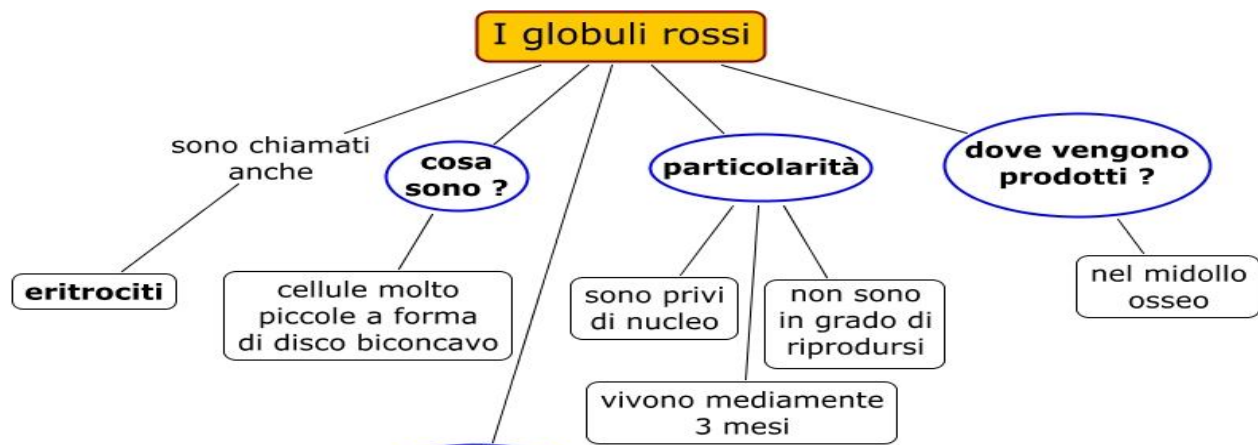 I globuli rossi
sono chiamati
anche
eritrociti
cosa
sono ?
cellule molto
piccole a forma
di disco biconcavo
particolarità
sono privi
di nucleo
vivono mediamente
3 mesi
non sono
in grado di
riprodursi
dove vengono
prodotti ?
nel midollo
osseo